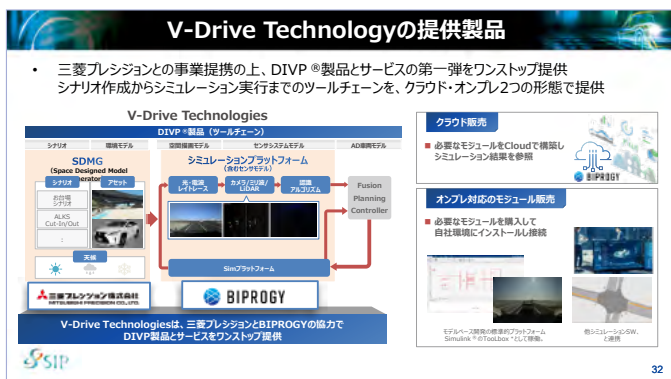 V-Drive Technologyの提供製品
• 三菱プレシジョンとの事業提携の上、DIVP ®製品とサービスの第一弾をワンストップ提供
シナリオ作成からシミュレーション実行までのツールチェーンを、クラウド・オンプレ2つの形態で提供
V-Drive Technologies
DIVP ®製品（ツールチェーン）
シナリオ 環境モデル 空間描画モデル センサシステムモデル AD車両モデル
SDMG
(Space Designed Model
シナリオ アセット
お台場
シナリオ
ALKS
Cut-In/Out
:
天候
シミュレーションプラットフォーム
（含むセンサモデル）
光・電波
レイトレース
カメラ/ミリ波/
LiDAR
認識
アルゴリズム
Fusion
Planning
Controller
Simプラットフォーム
三菱プレシジョン株式会社
MITSUBISHI PRECISION CO., LTD.
BIPROGY
V-Drive Technologiesは、三菱プレシジョンとBIPROGYの協力で
DIVP製品とサービスをワンストップ提供
クラウド販売
■ 必要なモジュールをCloudで構築し
シミュレーション結果を参照
BIPROGY
オンプレ対応のモジュール販売
■ 必要なモジュールを購入して
自社環境にインストールし接続
モデルベース開発の標準的プラットフォーム
Simulink ®のToolbox *として稼働。
他シミュレーションSW、
と連携
SIP
32